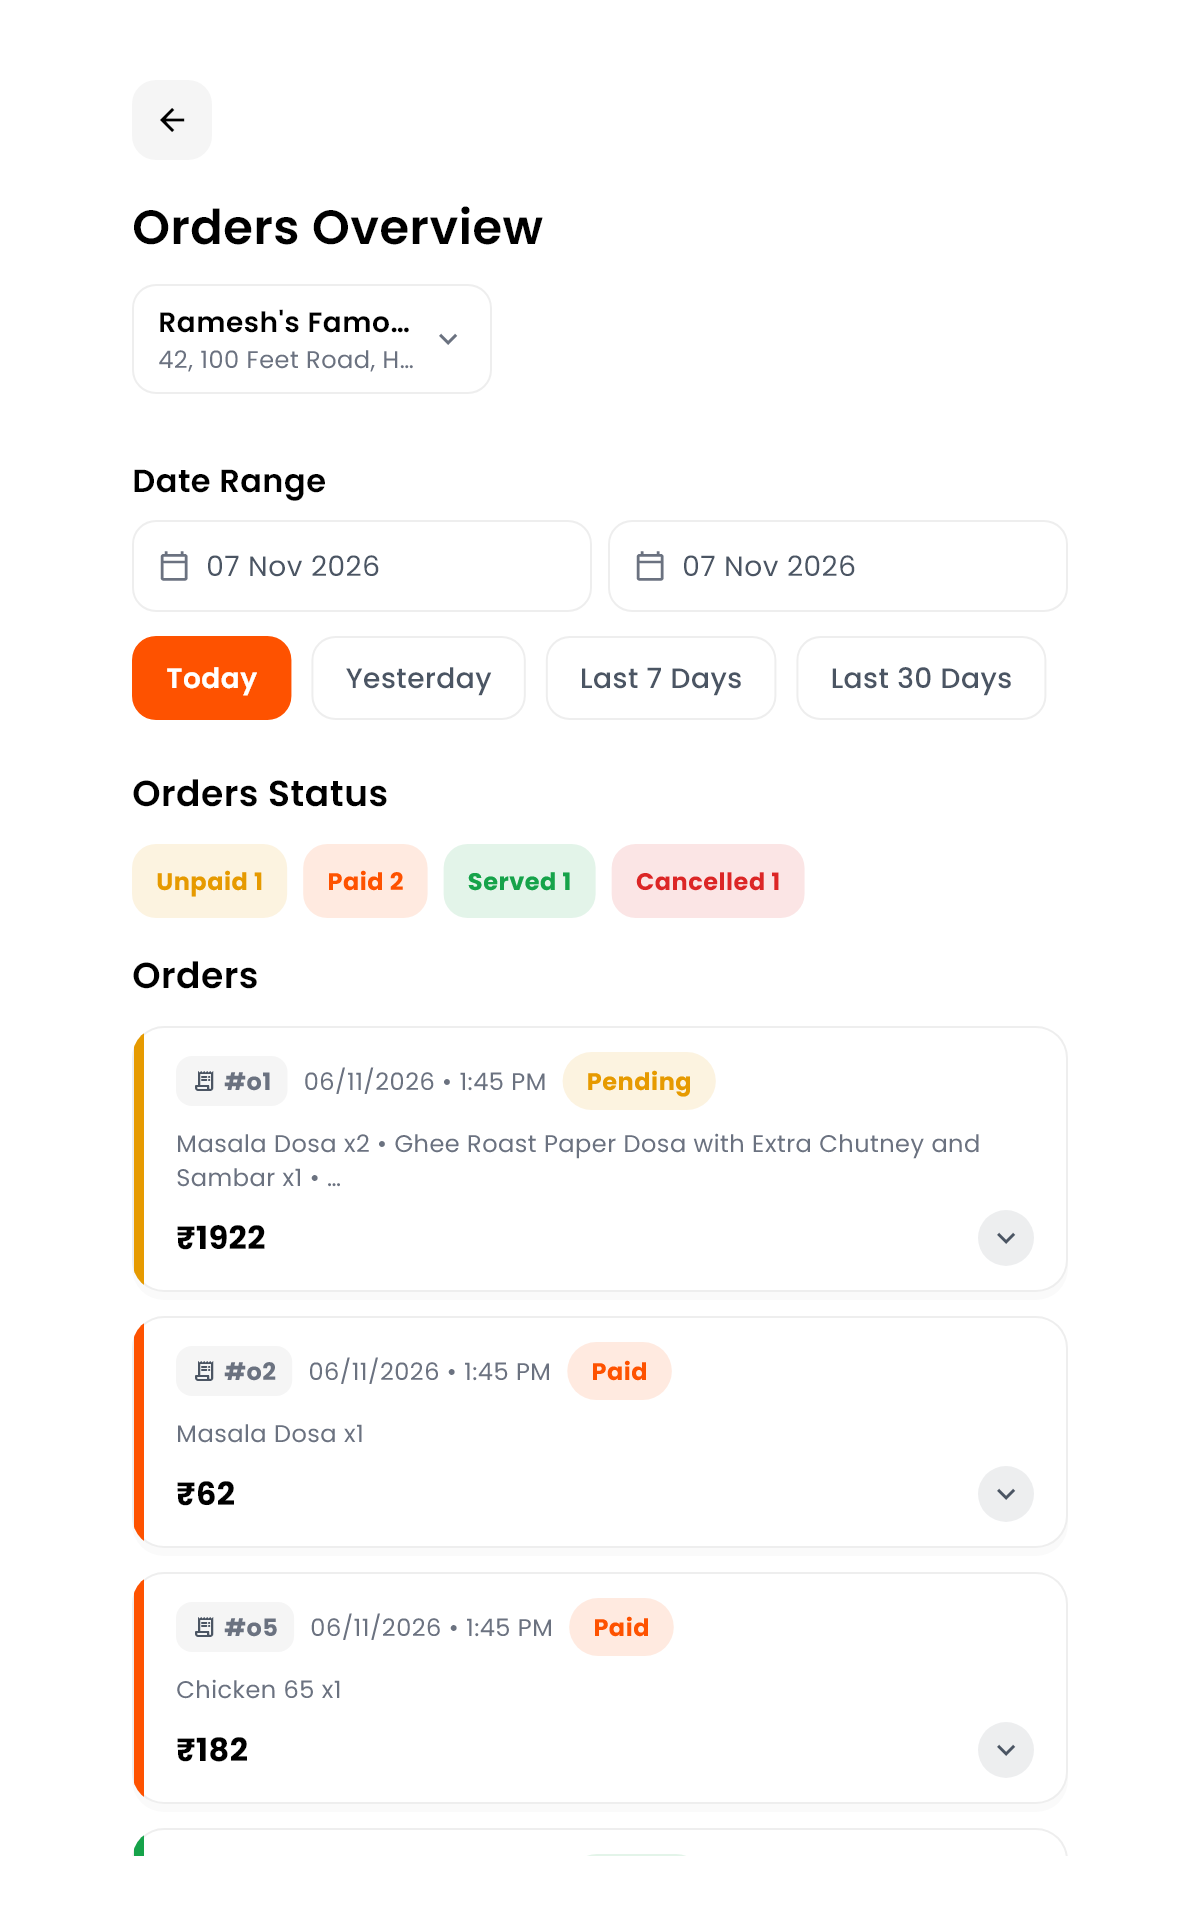 Orders Overview
Ramesh's Famo...
42, 100 Feet Road, H...
Date Range
07 Nov 2026
07 Nov 2026
Today
Yesterday
Last 7 Days
Last 30 Days
Orders Status
Unpaid 1
Paid 2
Served 1
Cancelled 1
Orders
#o1 06/11/2026 • 1:45 PM Pending
Masala Dosa x2 • Ghee Roast Paper Dosa with Extra Chutney and
Sambar x1 • ...
₹1922
#o2 06/11/2026 • 1:45 PM Paid
Masala Dosa x1
₹62
#o5 06/11/2026 • 1:45 PM Paid
Chicken 65 x1
₹182